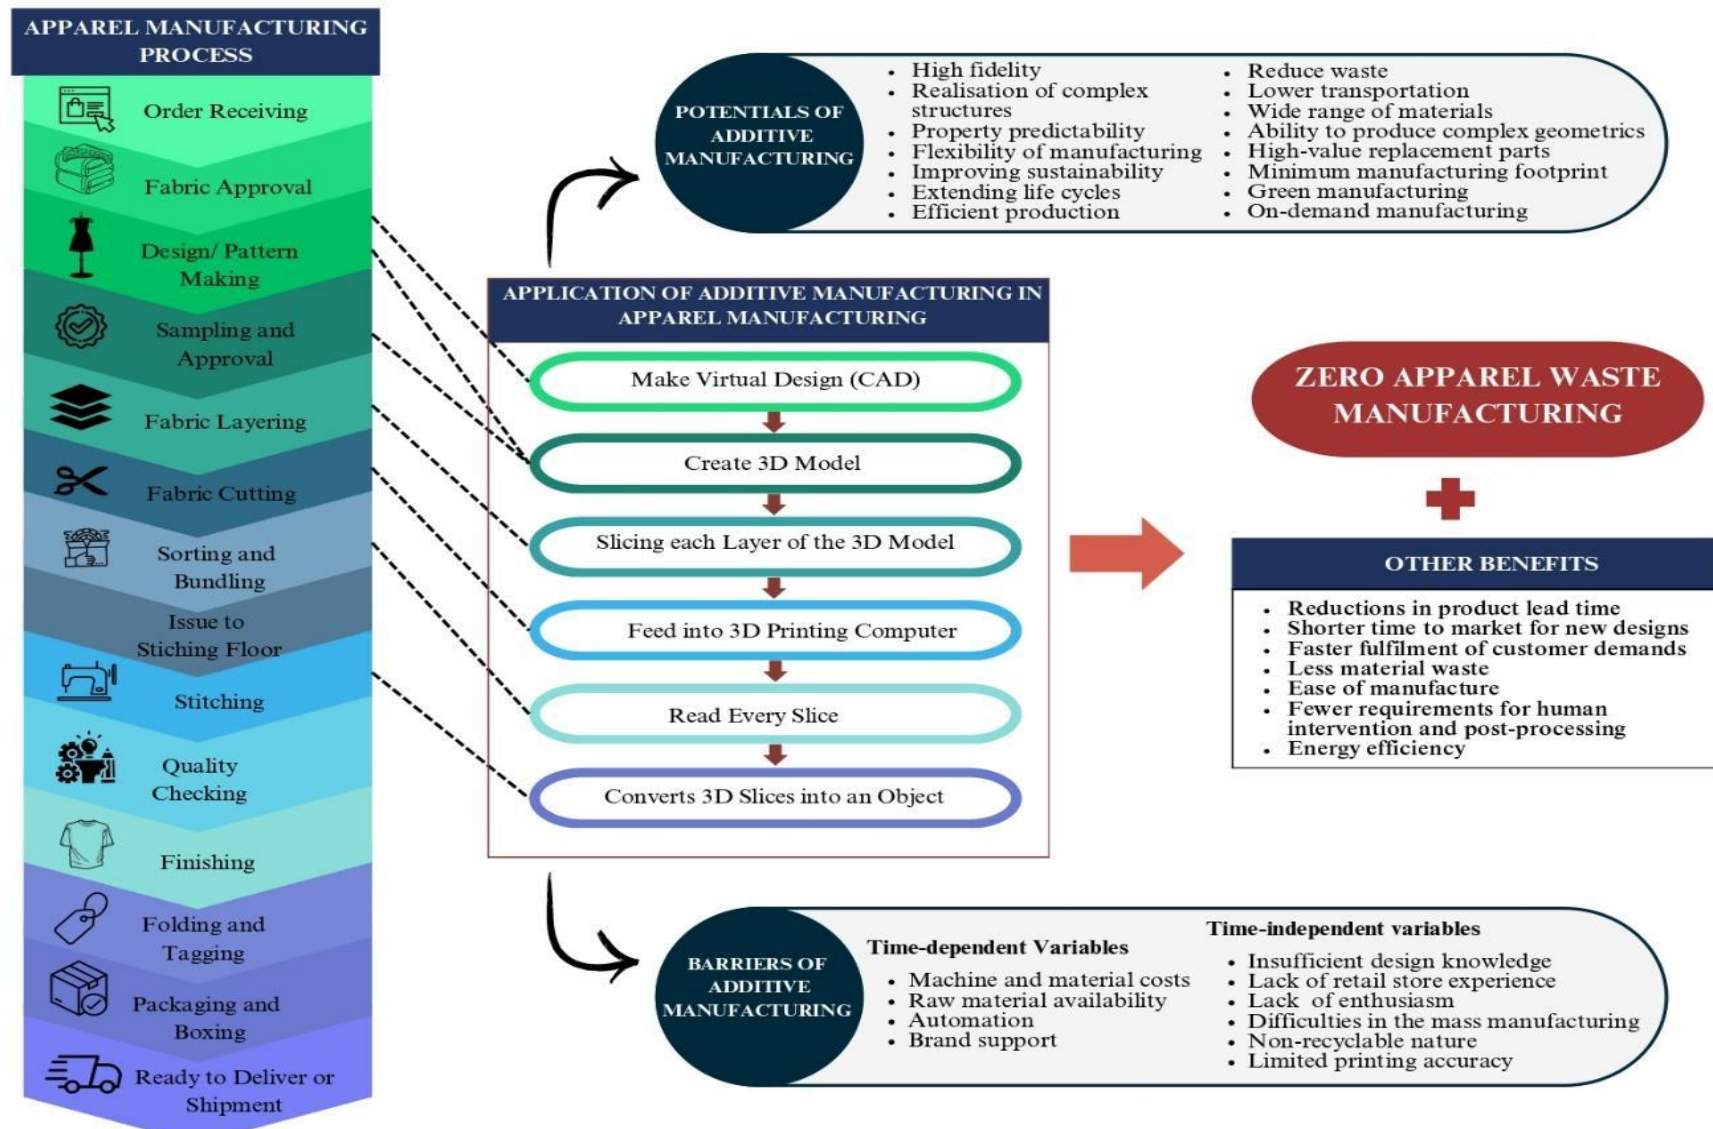 APPAREL MANUFACTURING
PROCESS
Order Receiving
Fabric Approval
Design/ Pattern
Making
Sampling and
Approval
Fabric Layering
Fabric Cutting
Sorting and
Bundling
Issue to
Stiching Floor
Stitching
Quality
Checking
Finishing
Folding and
Tagging
Packaging and
Boxing
Ready to Deliver or
Shipment
POTENTIALS OF
ADDITIVE
MANUFACTURING
• High fidelity
• Realisation of complex
structures
• Property predictability
• Flexibility of manufacturing
• Improving sustainability
• Extending life cycles
• Efficient production
• Reduce waste
• Lower transportation
• Wide range of materials
• Ability to produce complex geometrics
• High-value replacement parts
• Minimum manufacturing footprint
• Green manufacturing
• On-demand manufacturing
APPLICATION OF ADDITIVE MANUFACTURING IN
APPAREL MANUFACTURING
Make Virtual Design (CAD)
Create 3D Model
Slicing each Layer of the 3D Model
Feed into 3D Printing Computer
Read Every Slice
Converts 3D Slices into an Object
ZERO APPAREL WASTE
MANUFACTURING
OTHER BENEFITS
• Reductions in product lead time
• Shorter time to market for new designs
• Faster fulfilment of customer demands
• Less material waste
• Ease of manufacture
• Fewer requirements for human
intervention and post-processing
• Energy efficiency
BARRIERS OF
ADDITIVE
MANUFACTURING
Time-dependent Variables
• Machine and material costs
• Raw material availability
• Automation
• Brand support
Time-independent variables
• Insufficient design knowledge
• Lack of retail store experience
• Lack of enthusiasm
• Difficulties in the mass manufacturing
• Non-recyclable nature
• Limited printing accuracy